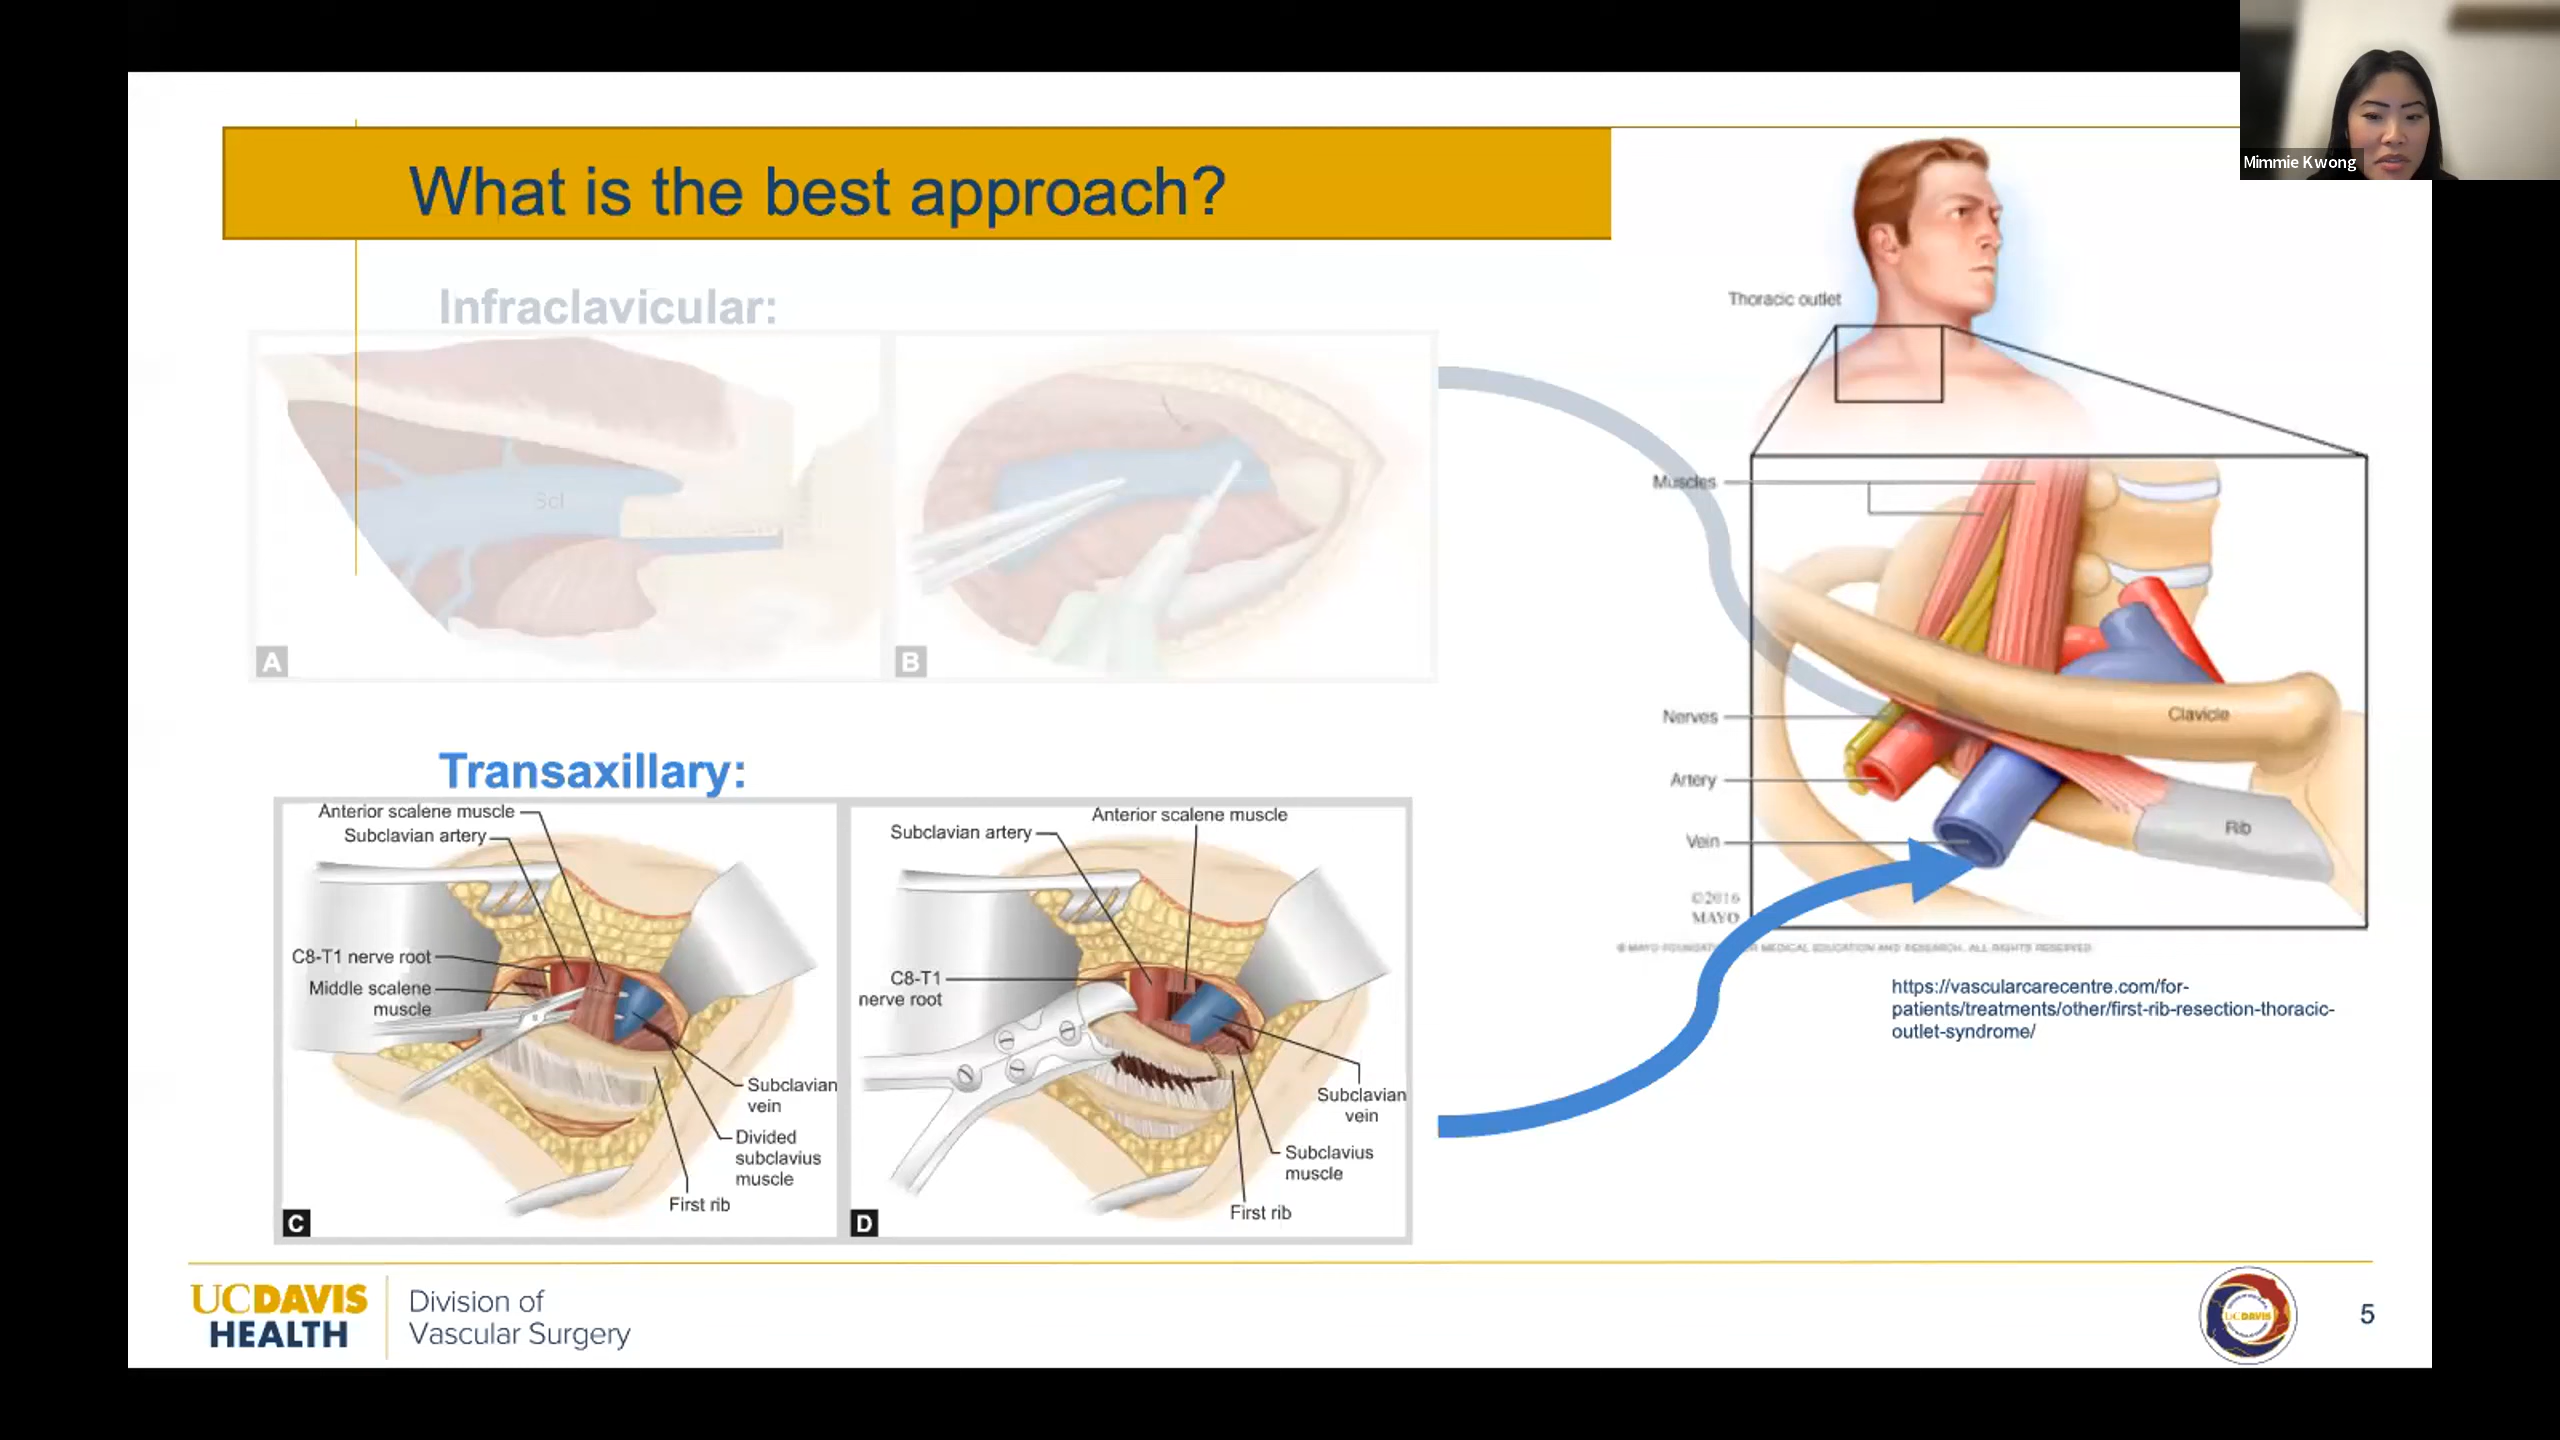 Mimmie Kwong
What is the best approach?
Infraclavicular:
Scl
A
B
Transaxillary:
Anterior scalene muscle
Subclavian artery
C8-T1 nerve root
Middle scalene
muscle
Subclavian
vein
Divided
subclavius
muscle
First rib
C
Anterior scalene muscle
Subclavian artery
C8-T1
nerve root
Subclavian
vein
Subclavius
muscle
First rib
D
Thoracic outlet
Muscles
Nerves
Artery
Vein
Clavicle
Rib
©2016
MAYO
© MAYO FOUNDATION FOR MEDICAL EDUCATION AND RESEARCH. ALL RIGHTS RESERVED.
https://vascularcarecentre.com/for-
patients/treatments/other/first-rib-resection-thoracic-
outlet-syndrome/
UCDAVIS
HEALTH
Division of
Vascular Surgery
UCDAVIS
5